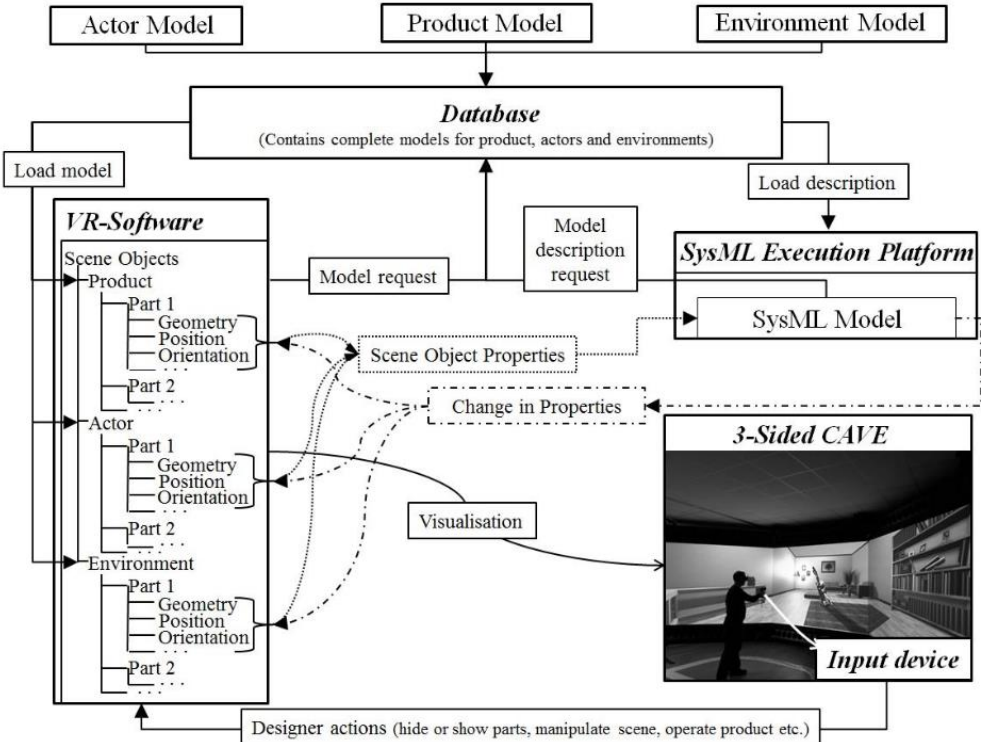 Actor Model
Product Model
Environment Model
Database
(Contains complete models for product, actors and environments)
Load model
Load description
VR-Software
Scene Objects
Product
Part 1
Geometry
Position
Orientation
. . .
Part 2
. . .
Actor
Part 1
Geometry
Position
Orientation
. . .
Part 2
. . .
Environment
Part 1
Geometry
Position
Orientation
. . .
Part 2
. . .
Model request
Model
description
request
SysML Execution Platform
SysML Model
Scene Object Properties
Change in Properties
Visualisation
3-Sided CAVE
Input device
Designer actions (hide or show parts, manipulate scene, operate product etc.)